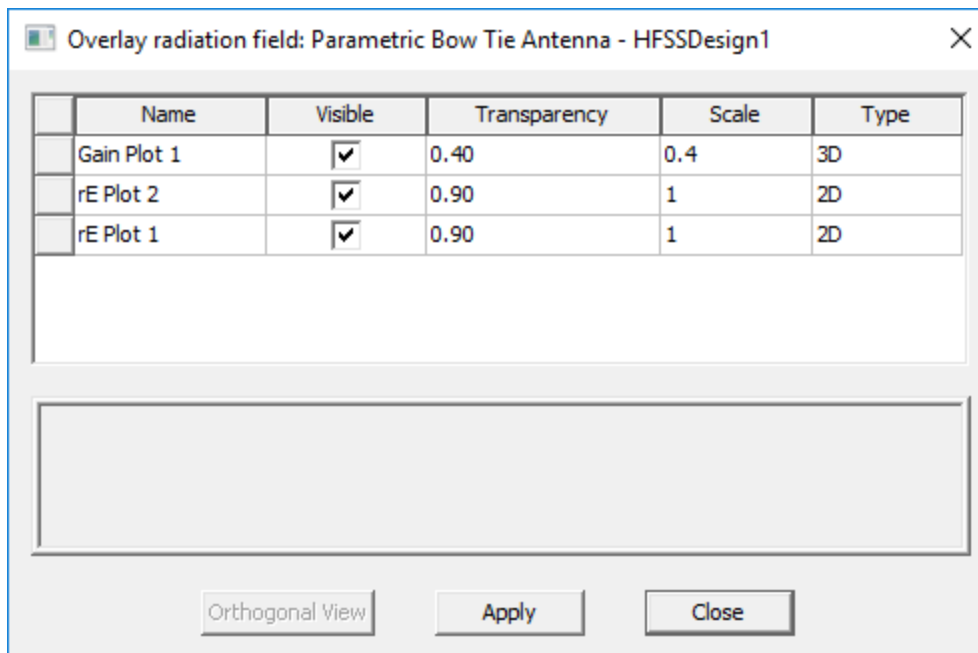 Overlay radiation field: Parametric Bow Tie Antenna - HFSSDesign1
Name Visible Transparency Scale Type
Gain Plot 1 0.40 0.4 3D
rE Plot 2 0.90 1 2D
rE Plot 1 0.90 1 2D
Orthogonal View Apply Close